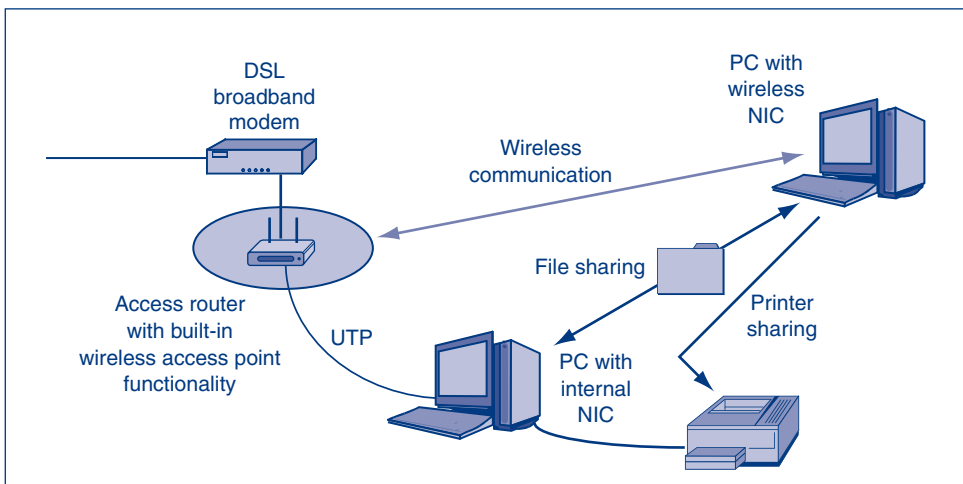 DSL
broadband
modem
PC with
wireless
NIC
Wireless
communication
File sharing
Printer
sharing
Access router
with built-in
wireless access point
functionality
UTP
PC with
internal
NIC